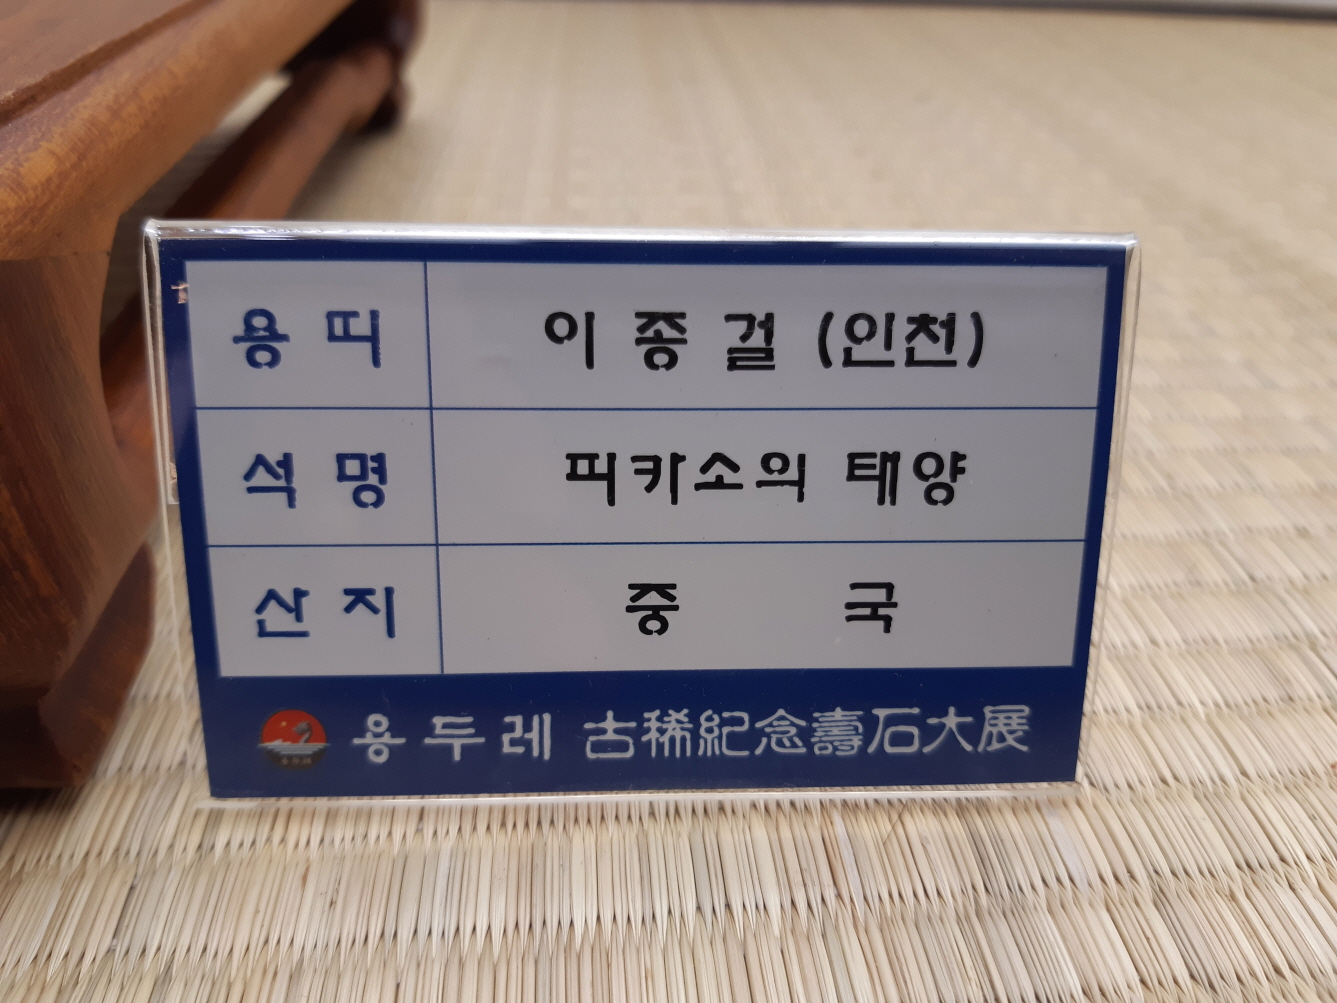 용 띠 이 종 걸 (인천)
석 명 피카소의 태양
산 지 중 국
용 두 레 古稀紀念壽石大展